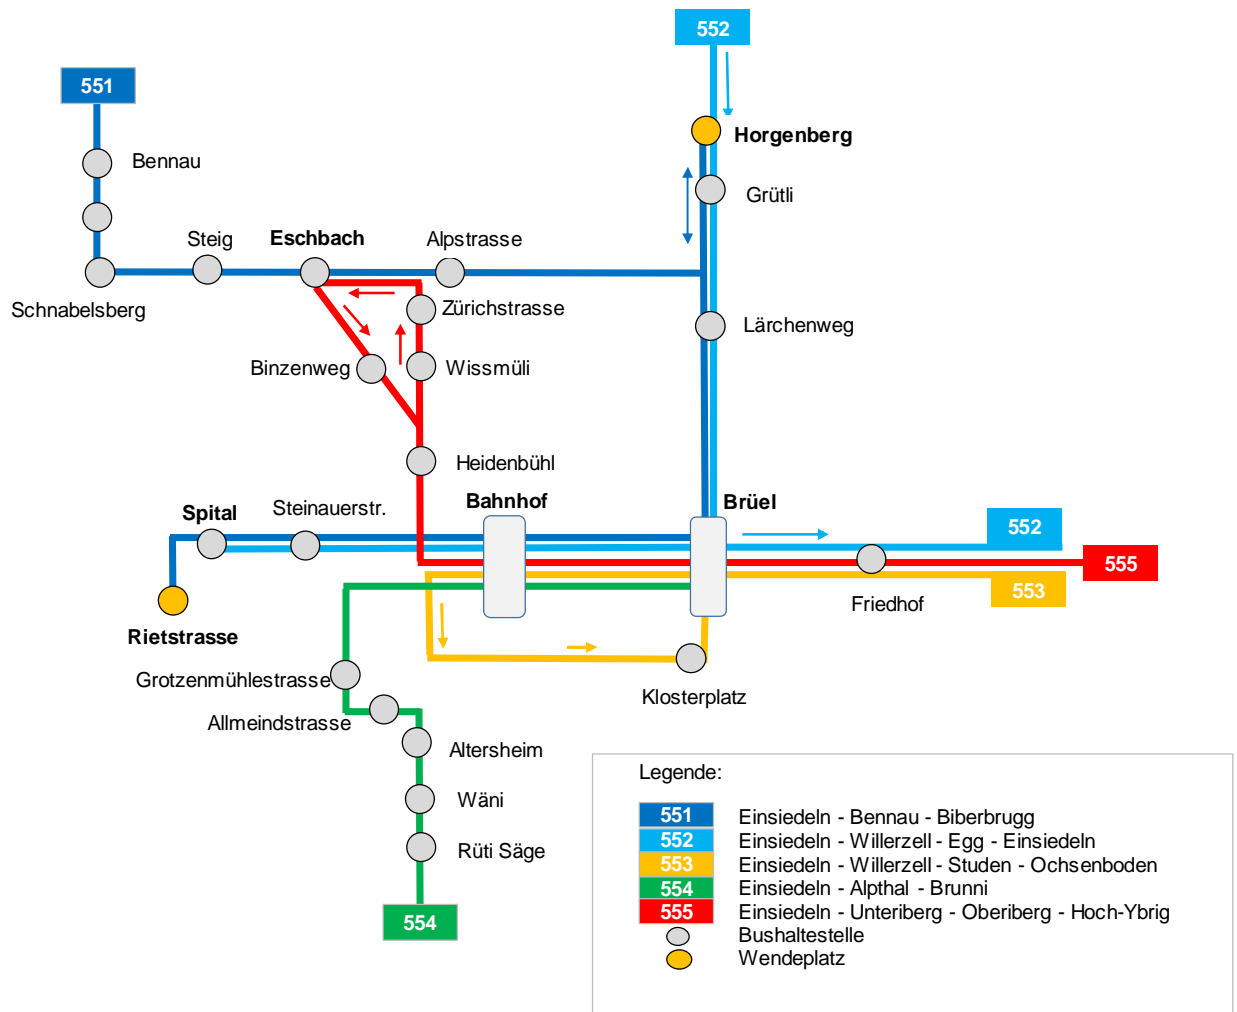 552
551
Horgenberg
Bennau
Grütli
Steig
Eschbach
Alpstrasse
Schnabelsberg
Zürichstrasse
Lärchenweg
Binzenweg
Wissmüli
Heidenbühl
Bahnhof
Brüel
Spital
Steinauerstr.
552
555
553
Friedhof
Rietstrasse
Grotzenmühlestrasse
Klosterplatz
Allmeindstrasse
Altersheim
Wäni
Rüti Säge
554
Legende:
551 Einsiedeln - Bennau - Biberbrugg
552 Einsiedeln - Willerzell - Egg - Einsiedeln
553 Einsiedeln - Willerzell - Studen - Ochsenboden
554 Einsiedeln - Alpthal - Brunni
555 Einsiedeln - Unteriberg - Oberiberg - Hoch-Ybrig
Bushaltestelle
Wendeplatz